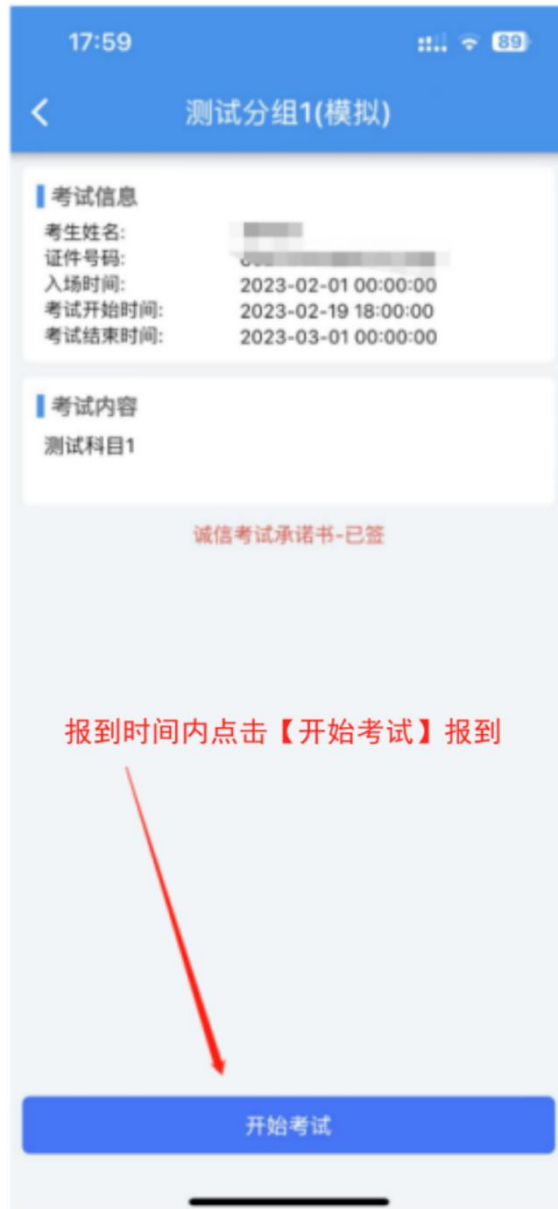 17:59
89
测试分组1(模拟)
考试信息
考生姓名:
证件号码:
入场时间: 2023-02-01 00:00:00
考试开始时间: 2023-02-19 18:00:00
考试结束时间: 2023-03-01 00:00:00
考试内容
测试科目1
诚信考试承诺书-已签
报到时间内点击【开始考试】报到
开始考试